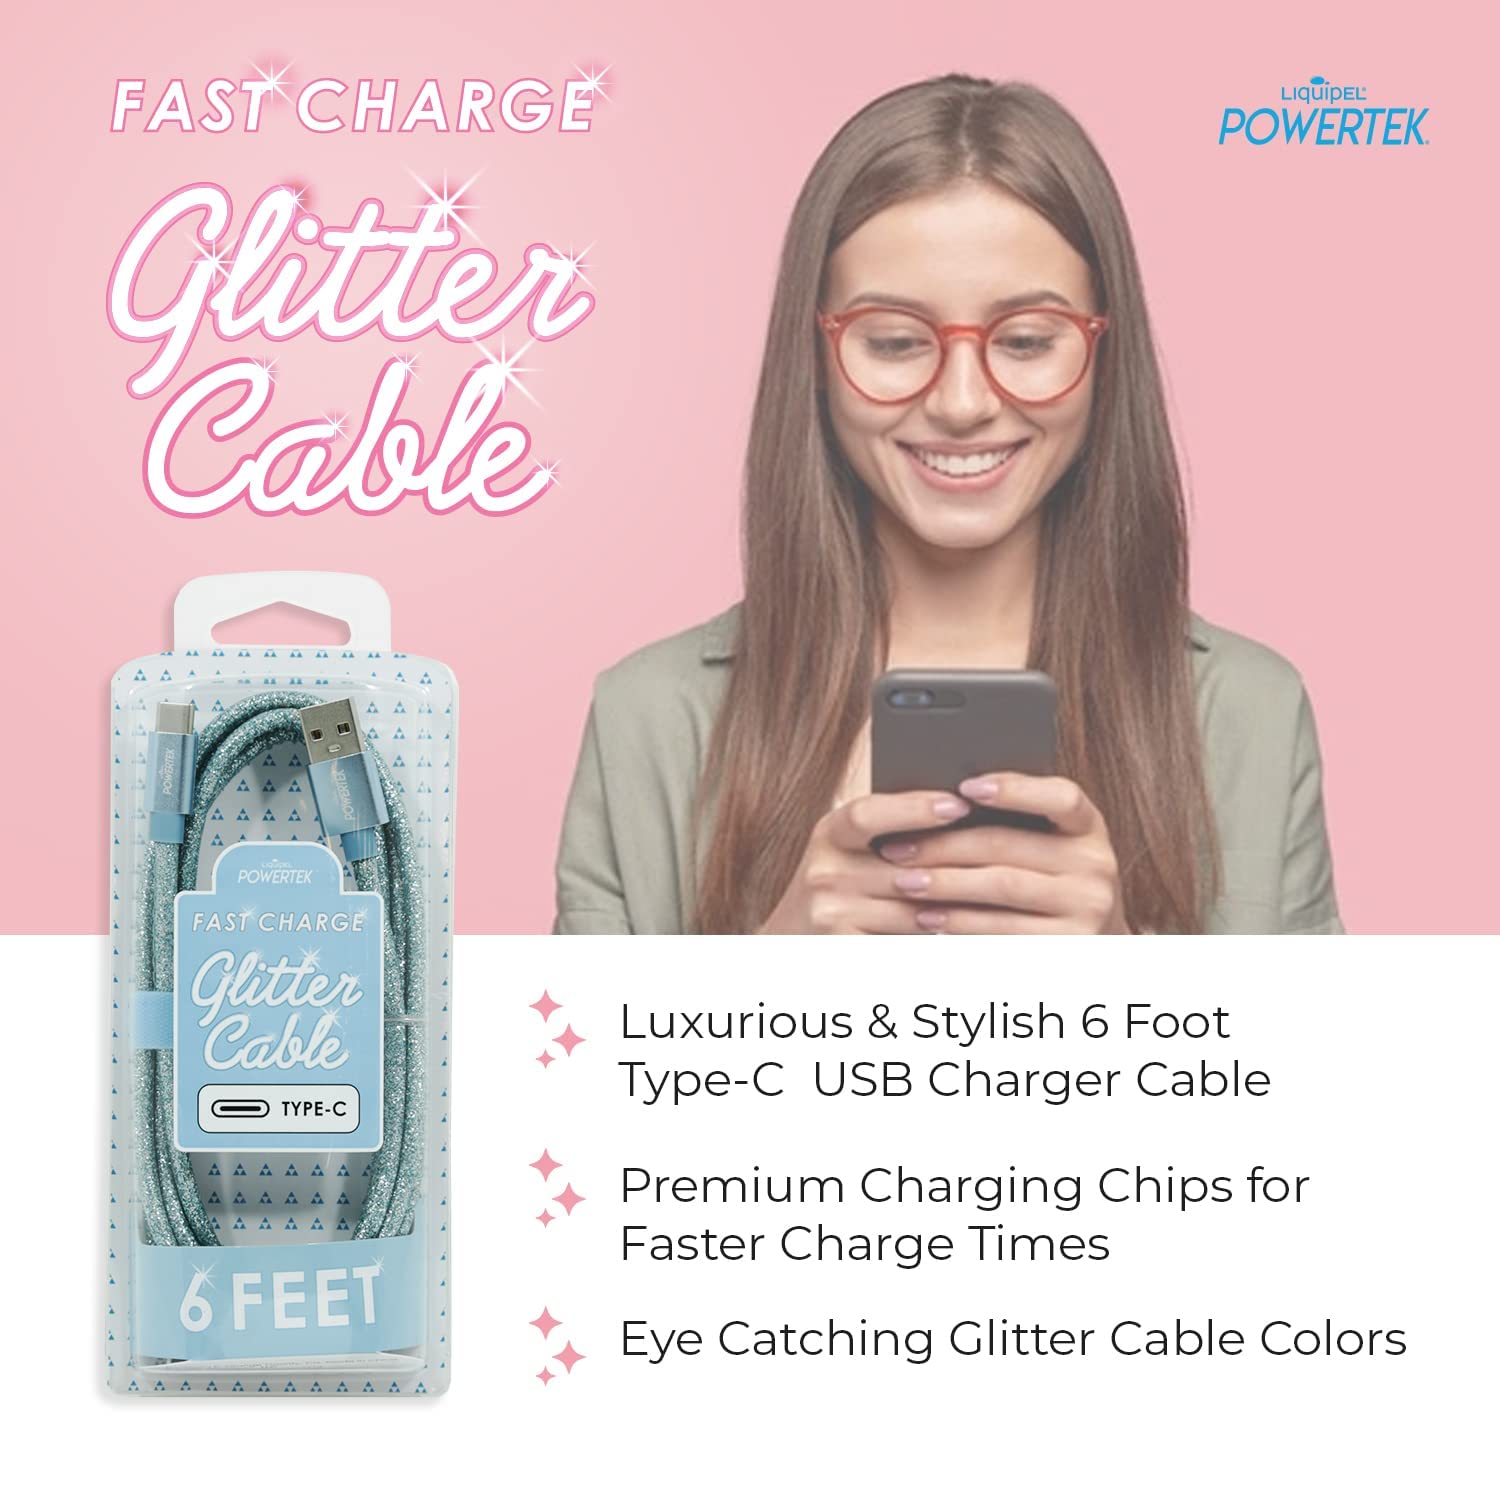 FAST CHARGE
Glitter
Cable
LIQUIPEL®
POWERTEK®
POWERTEK
POWERTEK
LIQUIPEL
POWERTEK
FAST CHARGE
Glitter
Cable
TYPE-C
6 FEET
Luxurious & Stylish 6 Foot
Type-C USB Charger Cable
Premium Charging Chips for
Faster Charge Times
Eye Catching Glitter Cable Colors